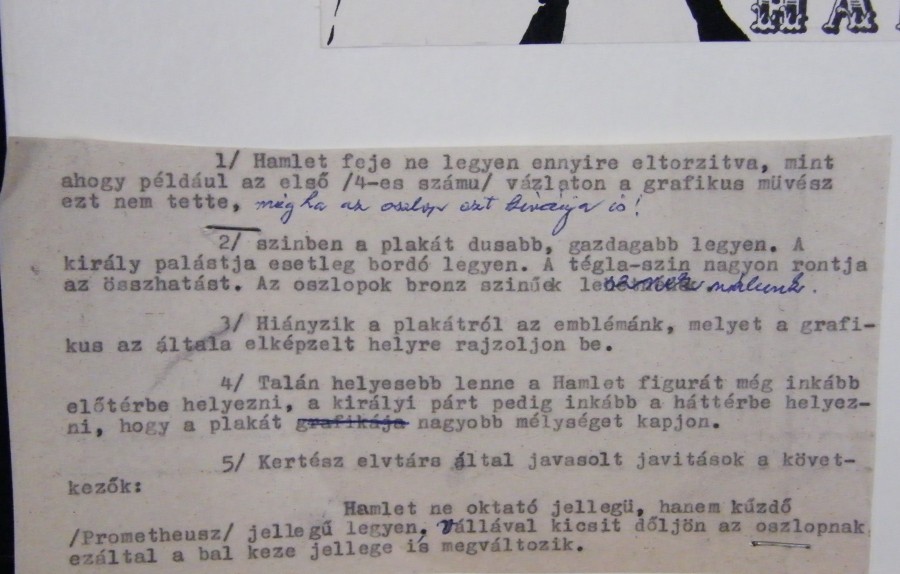 1/ Hamlet feje ne legyen ennyire eltorzitva, mint
ahogy például az első /4-es számu/ vázlaton a grafikus müvész
ezt nem tette, még ha az oszlop ezt kivánja is!
2/ szinben a plakát dusabb, gazdagabb legyen. A
király palástja esetleg bordó legyen. A tégla-szin nagyon rontja
az összhatást. Az oszlopok bronz szinűek
3/ Hiányzik a plakátról az emblémánk, melyet a grafi-
kus az általa elképzelt helyre rajzoljon be.
4/ Talán helyesebb lenne a Hamlet figurát még inkább
előtérbe helyezni, a királyi párt pedig inkább a háttérbe helyez-
ni, hogy a plakát grafikája nagyobb mélységet kapjon.
5/ Kertész elvtárs által javasolt javitások a követ-
kezők:
Hamlet ne oktató jellegü, hanem kűzdő
/Prometheusz/ jellegű legyen, vállával kicsit dőljön az oszlopnak
ezáltal a bal keze jellege is megváltozik.